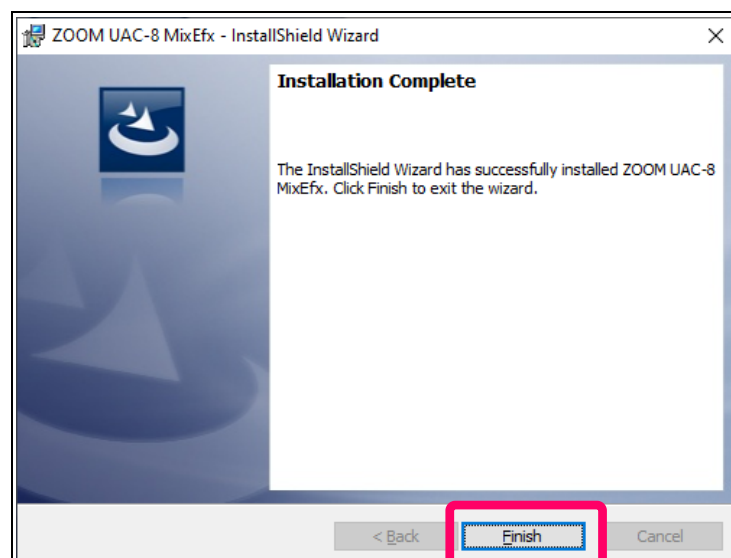 ZOOM UAC-8 MixEfx - InstallShield Wizard
Installation Complete
The InstallShield Wizard has successfully installed ZOOM UAC-8
MixEfx. Click Finish to exit the wizard.
< Back Finish Cancel